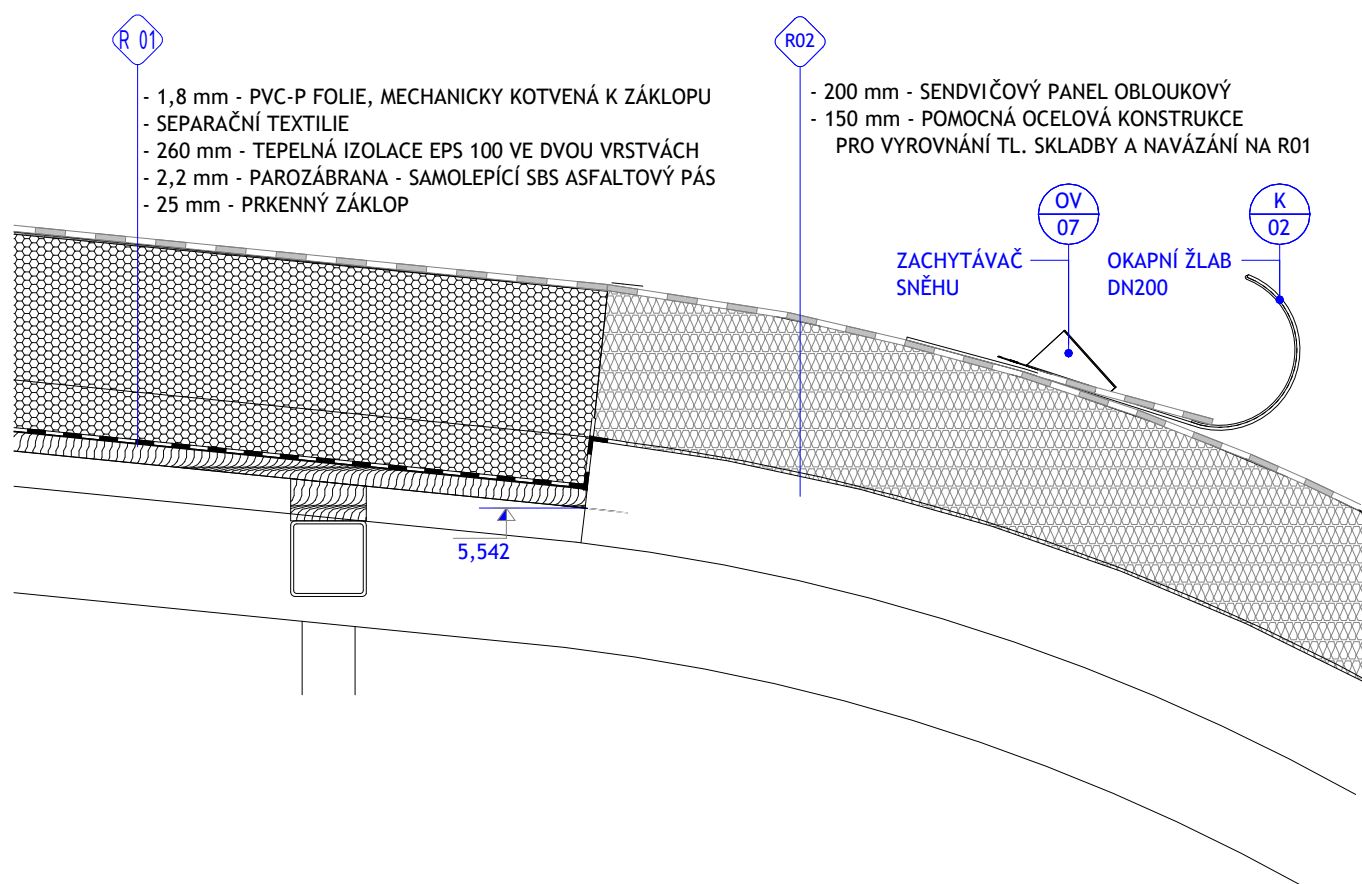 R 01
- 1,8 mm - PVC-P FOLIE, MECHANICKY KOTVENÁ K ZÁKLOPU
- SEPARAČNÍ TEXTILIE
- 260 mm - TEPELNÁ IZOLACE EPS 100 VE DVOU VRSTVÁCH
- 2,2 mm - PAROZÁBRANA - SAMOLEPÍCÍ SBS ASFALTOVÝ PÁS
- 25 mm - PRKENNÝ ZÁKLOP
R02
- 200 mm - SENDVIČOVÝ PANEL OBLOUKOVÝ
- 150 mm - POMOCNÁ OCELOVÁ KONSTRUKCE
PRO VYROVNÁNÍ TL. SKLADBY A NAVÁZÁNÍ NA R01
OV
07
ZACHYTÁVAČ
SNĚHU
K
02
OKAPNÍ ŽLAB
DN200
5,542